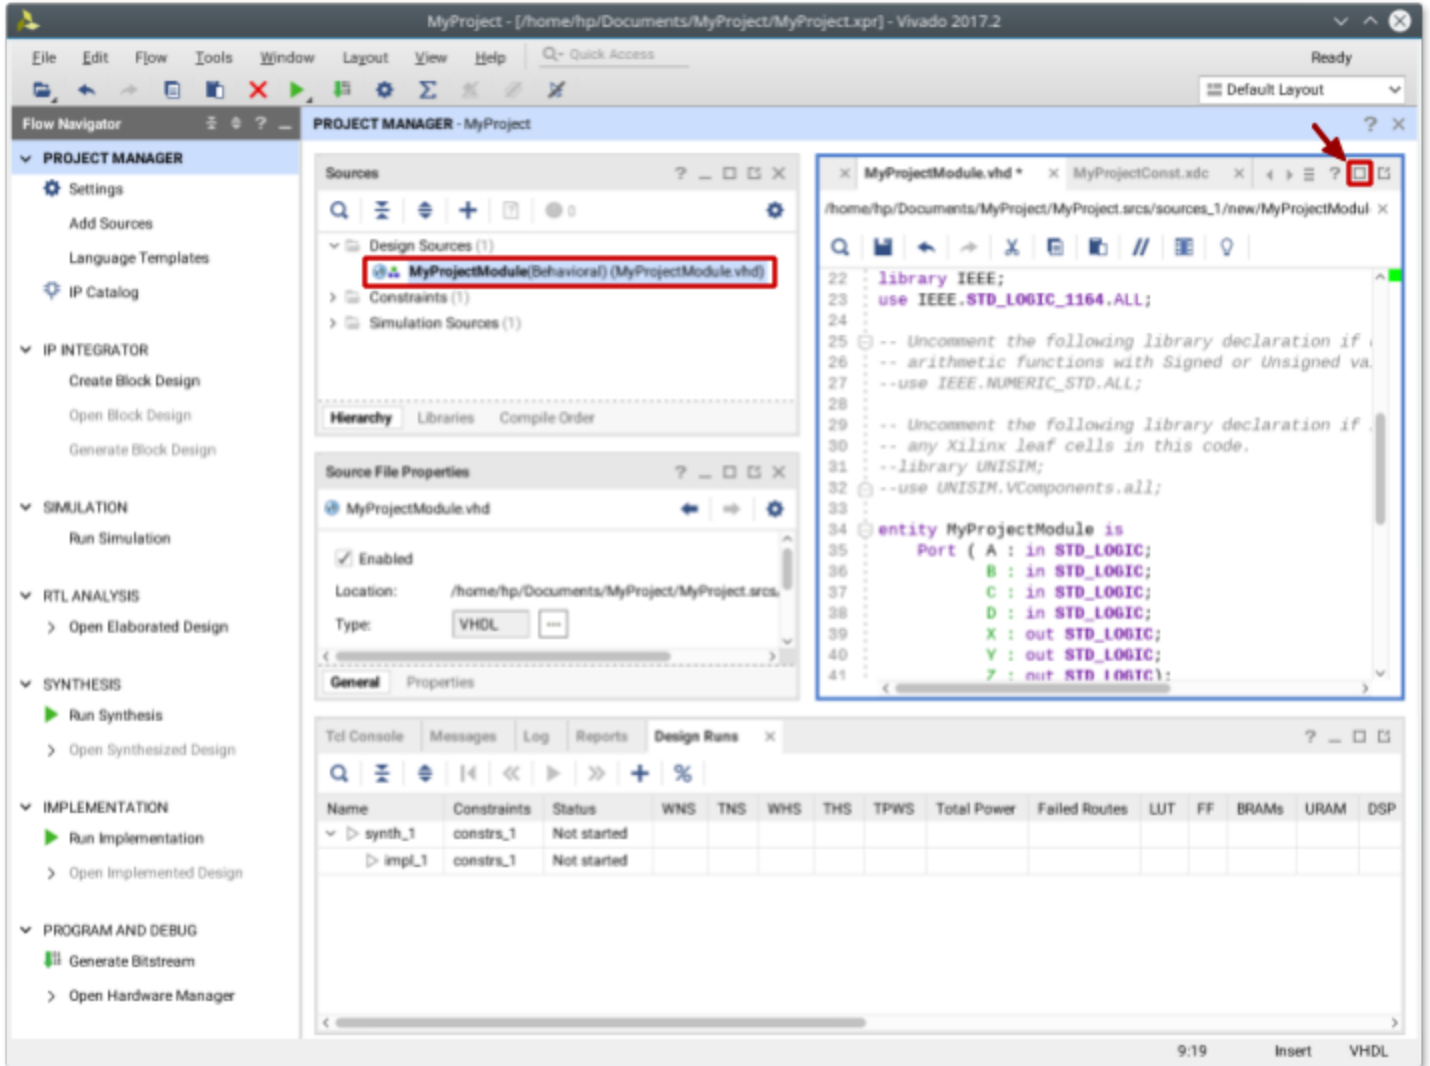 MyProject - [/home/hp/Documents/MyProject/MyProject.xpr] - Vivado 2017.2
File Edit Flow Tools Window Layout View Help Quick Access Ready
Default Layout
Flow Navigator
PROJECT MANAGER
Settings
Add Sources
Language Templates
IP Catalog
IP INTEGRATOR
Create Block Design
Open Block Design
Generate Block Design
SIMULATION
Run Simulation
RTL ANALYSIS
Open Elaborated Design
SYNTHESIS
Run Synthesis
Open Synthesized Design
IMPLEMENTATION
Run Implementation
Open Implemented Design
PROGRAM AND DEBUG
Generate Bitstream
Open Hardware Manager
PROJECT MANAGER - MyProject
Sources
0
Design Sources (1)
MyProjectModule(Behavioral) (MyProjectModule.vhd)
Constraints (1)
Simulation Sources (1)
Hierarchy Libraries Compile Order
Source File Properties
MyProjectModule.vhd
Enabled
Location: /home/hp/Documents/MyProject/MyProject.srcs.
Type: VHDL ...
General Properties
MyProjectModule.vhd * MyProjectConst.xdc
/home/hp/Documents/MyProject/MyProject.srcs/sources_1/new/MyProjectModul
22 library IEEE;
23 use IEEE.STD_LOGIC_1164.ALL;
24
25 -- Uncomment the following library declaration if
26 -- arithmetic functions with Signed or Unsigned va
27 --use IEEE.NUMERIC_STD.ALL;
28
29 -- Uncomment the following library declaration if
30 -- any Xilinx leaf cells in this code.
31 --library UNISIM;
32 --use UNISIM.VComponents.all;
33
34 entity MyProjectModule is
35 Port ( A : in STD_LOGIC;
36 B : in STD_LOGIC;
37 C : in STD_LOGIC;
38 D : in STD_LOGIC;
39 X : out STD_LOGIC;
40 Y : out STD_LOGIC;
41 Z : out STD_LOGIC);
Tcl Console Messages Log Reports Design Runs
Name Constraints Status WNS TNS WHS THS TPWS Total Power Failed Routes LUT FF BRAMs URAM DSP
synth_1 constrs_1 Not started
impl_1 constrs_1 Not started
9:19 Insert VHDL